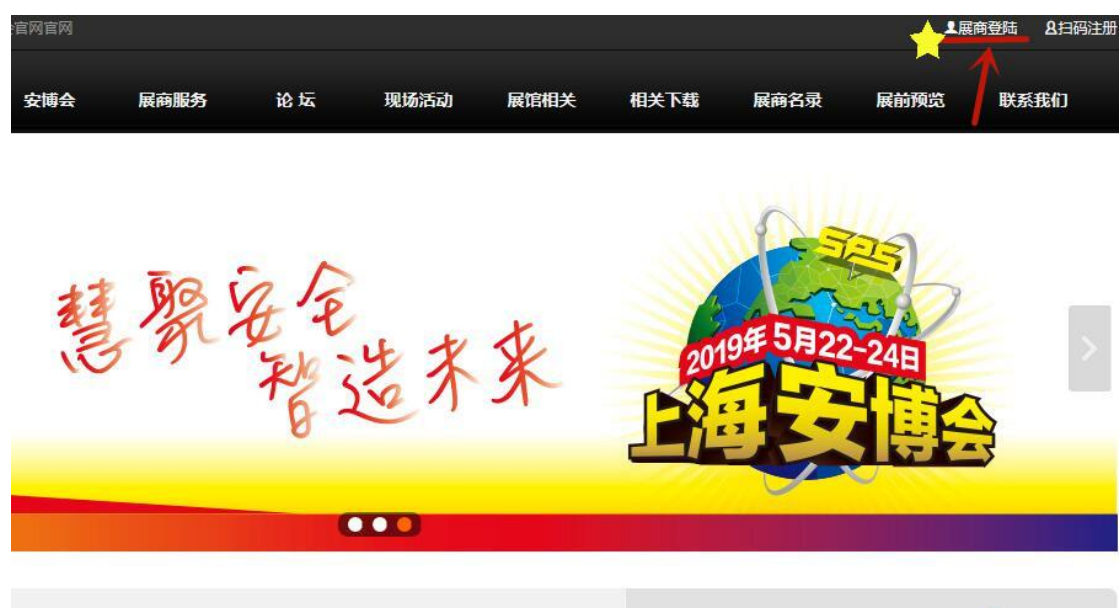 官网官网
展商登陆 扫码注册
安博会 展商服务 论坛 现场活动 展馆相关 相关下载 展商名录 展前预览 联系我们
慧聚安全
智造未来
SPS
2019年5月22-24日
上海安博会